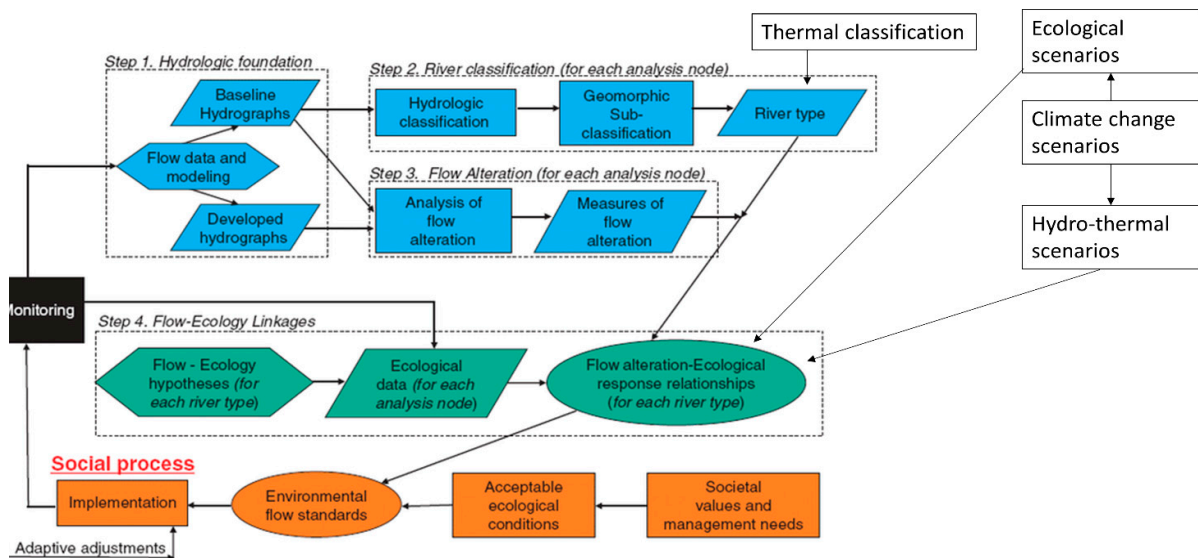 Thermal classification
Ecological
scenarios
Climate change
scenarios
Hydro-thermal
scenarios
Step 1. Hydrologic foundation
Baseline
Hydrographs
Flow data and
modeling
Developed
hydrographs
Step 2. River classification (for each analysis node)
Hydrologic
classification
Geomorphic
Sub-
classification
River type
Step 3. Flow Alteration (for each analysis node)
Analysis of
flow
alteration
Measures of
flow
alteration
Monitoring
Step 4. Flow-Ecology Linkages
Flow - Ecology
hypotheses (for
each river type)
Ecological
data (for each
analysis node)
Flow alteration-Ecological
response relationships
(for each river type)
Social process
Implementation
Environmental
flow standards
Acceptable
ecological
conditions
Societal
values and
management needs
Adaptive adjustments